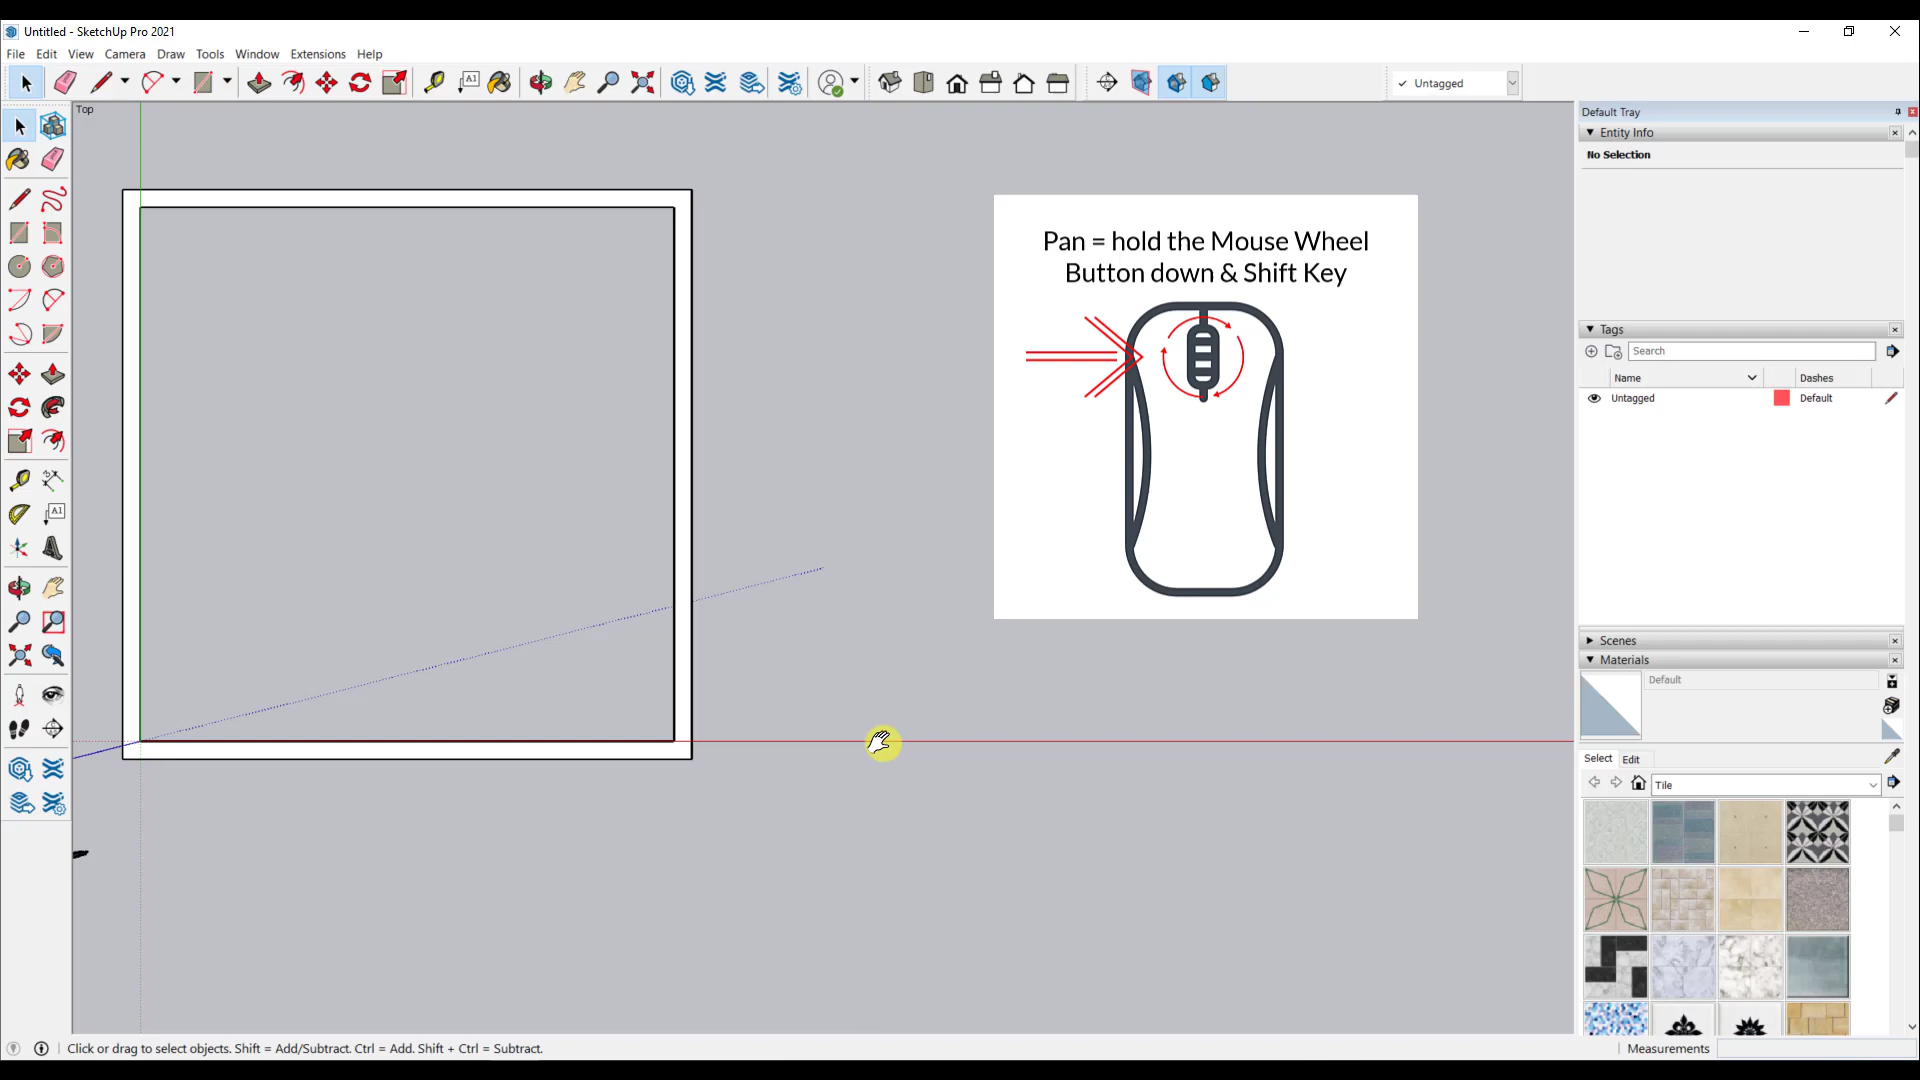 Untitled - SketchUp Pro 2021
File Edit View Camera Draw Tools Window Extensions Help
A1
Untagged
Top
Default Tray
Entity Info
No Selection
Pan = hold the Mouse Wheel
Button down & Shift Key
Tags
Search
Name Dashes
Untagged Default
A1
Scenes
Materials
Default
Select Edit
Tile
Click or drag to select objects. Shift = Add/Subtract. Ctrl = Add. Shift + Ctrl = Subtract.
Measurements